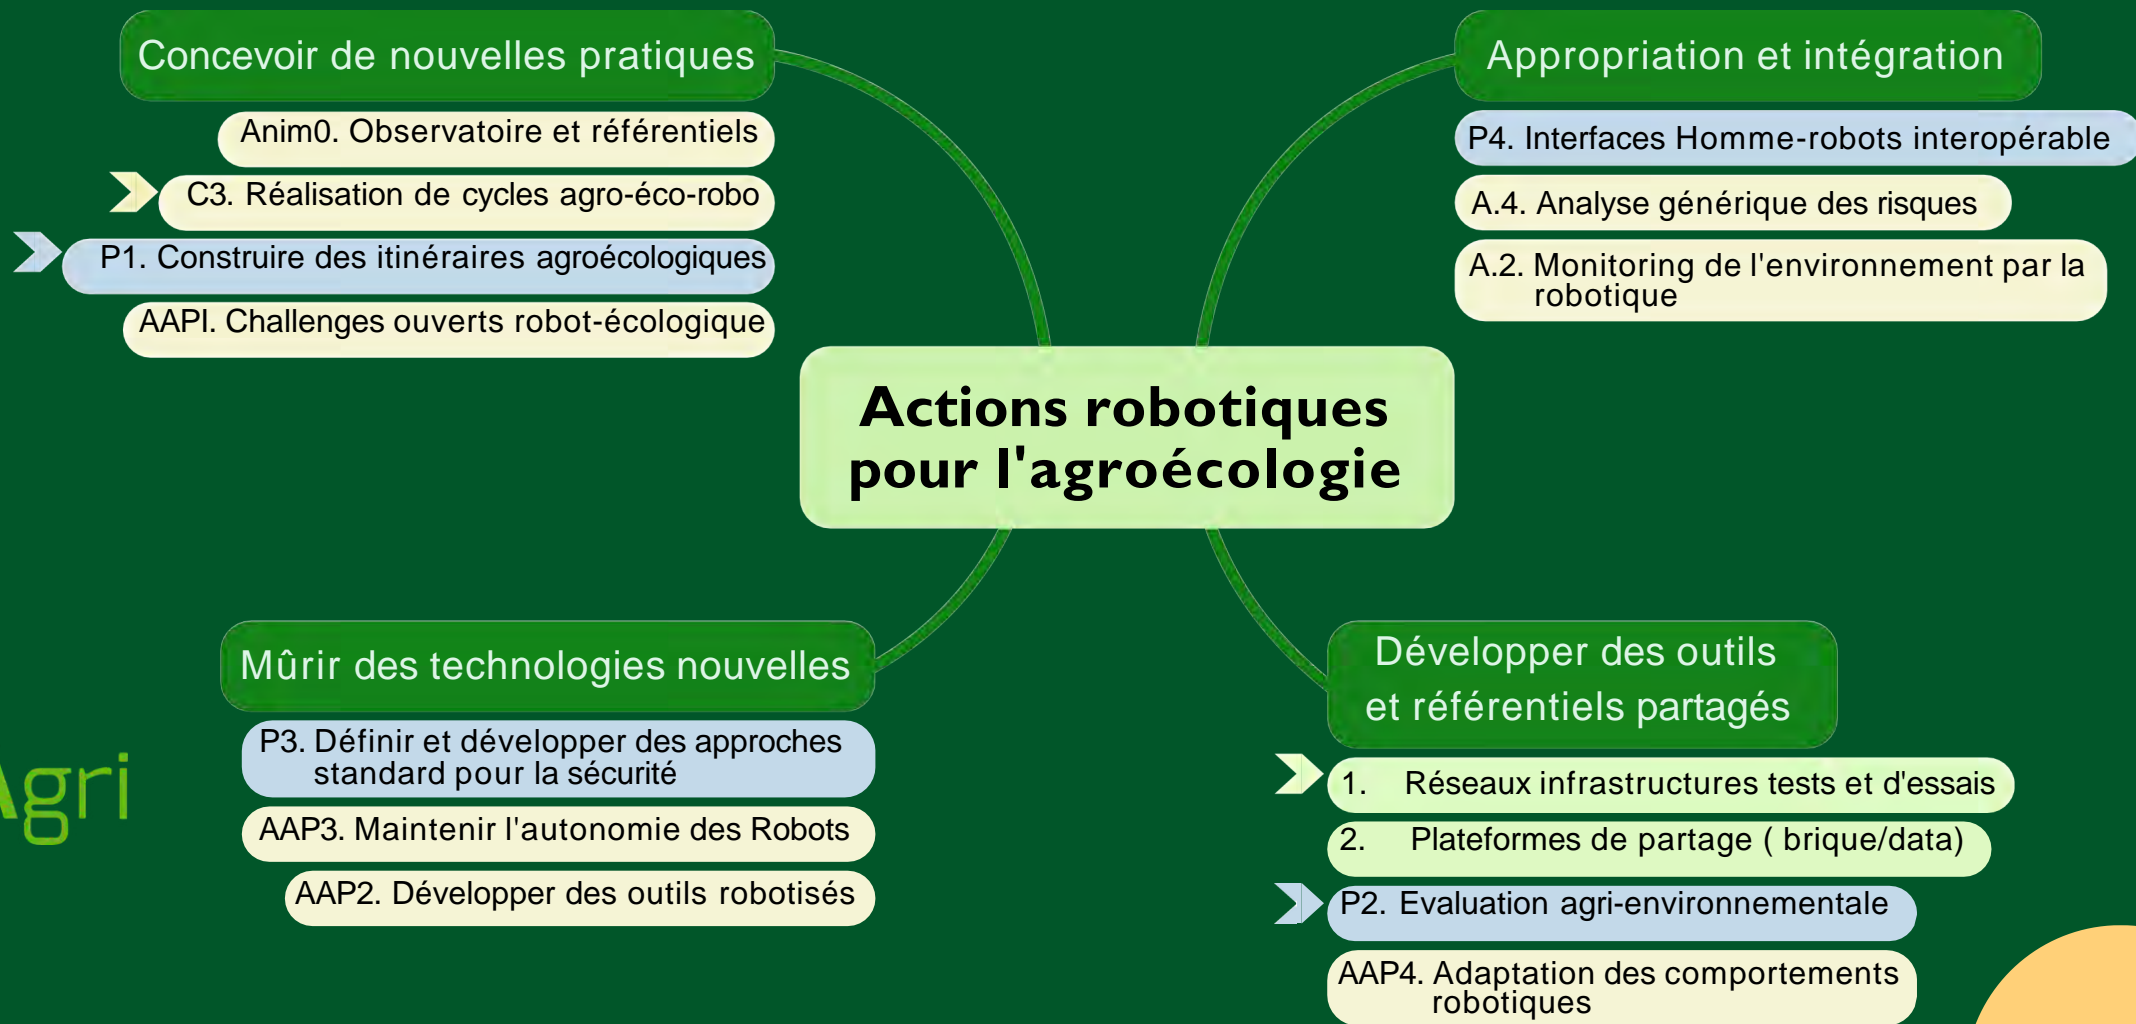 Concevoir de nouvelles pratiques
Anim0. Observatoire et référentiels
C3. Réalisation de cycles agro-éco-robo
P1. Construire des itinéraires agroécologiques
AAPI. Challenges ouverts robot-écologique
Appropriation et intégration
P4. Interfaces Homme-robots interopérable
A.4. Analyse générique des risques
A.2. Monitoring de l'environnement par la
robotique
Actions robotiques
pour l'agroécologie
Mûrir des technologies nouvelles
P3. Définir et développer des approches
standard pour la sécurité
AAP3. Maintenir l'autonomie des Robots
AAP2. Développer des outils robotisés
Développer des outils
et référentiels partagés
1. Réseaux infrastructures tests et d'essais
2. Plateformes de partage ( brique/data)
P2. Evaluation agri-environnementale
AAP4. Adaptation des comportements
robotiques
Agri